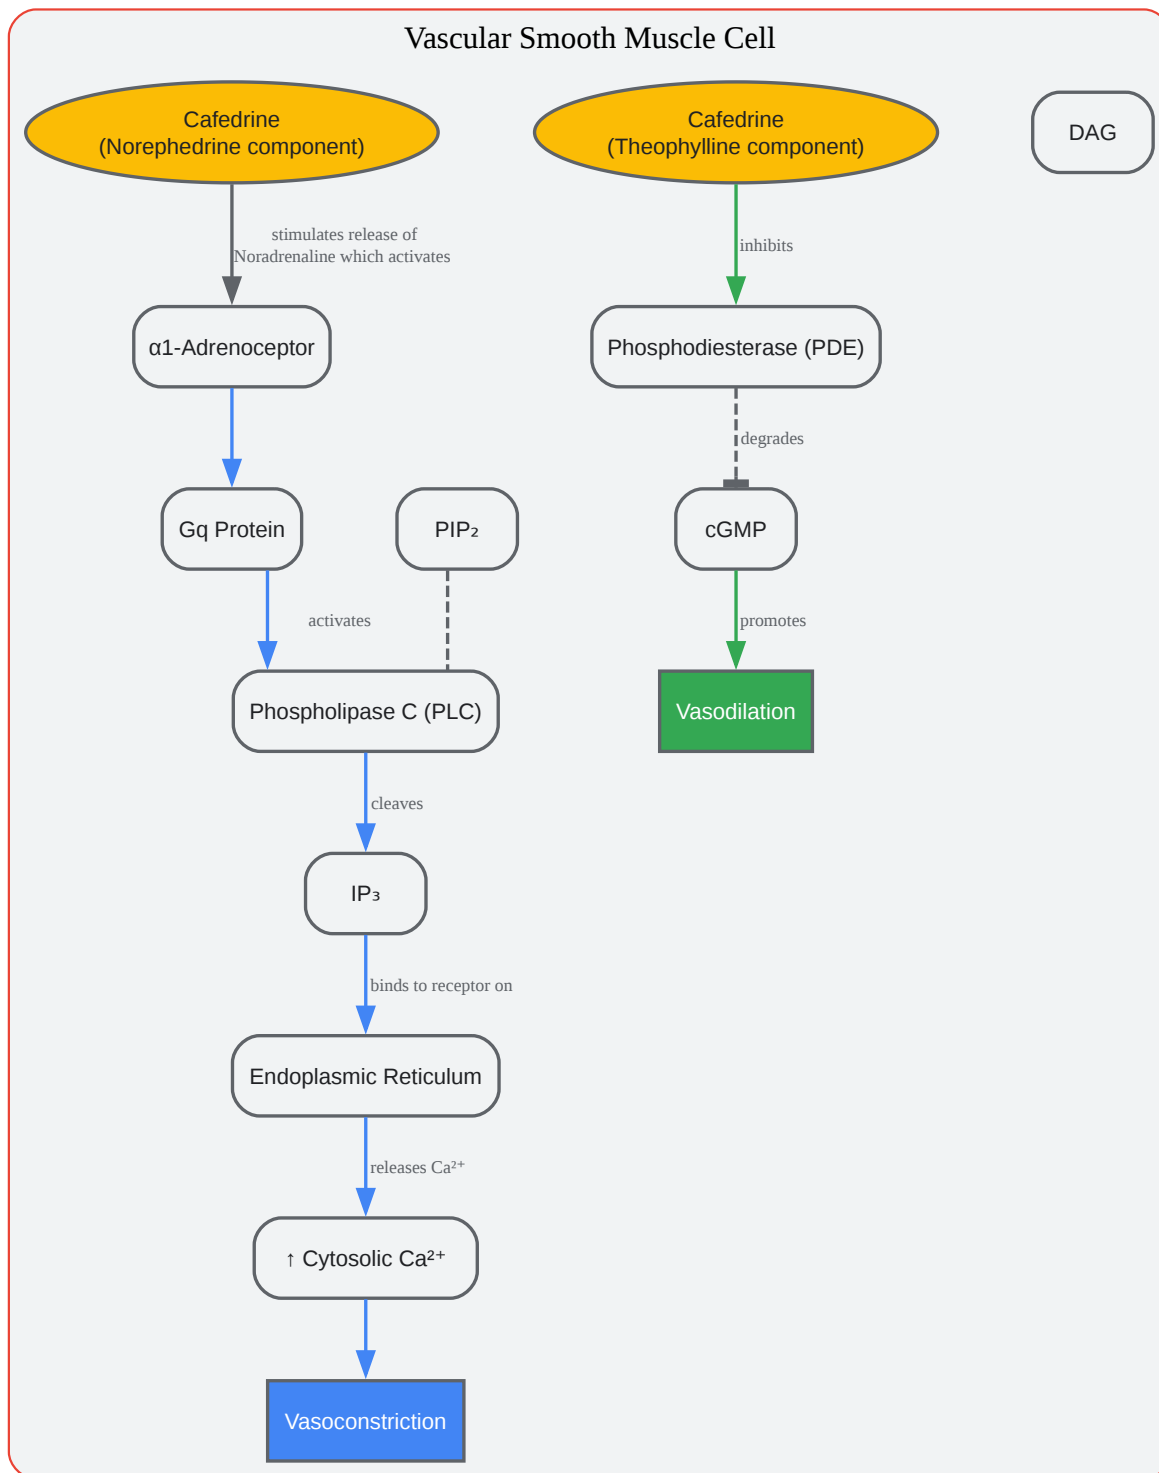 Vascular Smooth Muscle Cell
Cafedrine
(Norephedrine component)
Cafedrine
(Theophylline component)
DAG
stimulates release of
Noradrenaline which activates
inhibits
α1-Adrenoceptor
Phosphodiesterase (PDE)
degrades
Gq Protein
PIP₂
cGMP
activates
promotes
Phospholipase C (PLC)
Vasodilation
cleaves
IP₃
binds to receptor on
Endoplasmic Reticulum
releases Ca²⁺
↑ Cytosolic Ca²⁺
Vasoconstriction